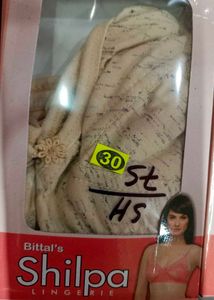 30
St
HS
Bittal's
Shilpa
LINGERIE